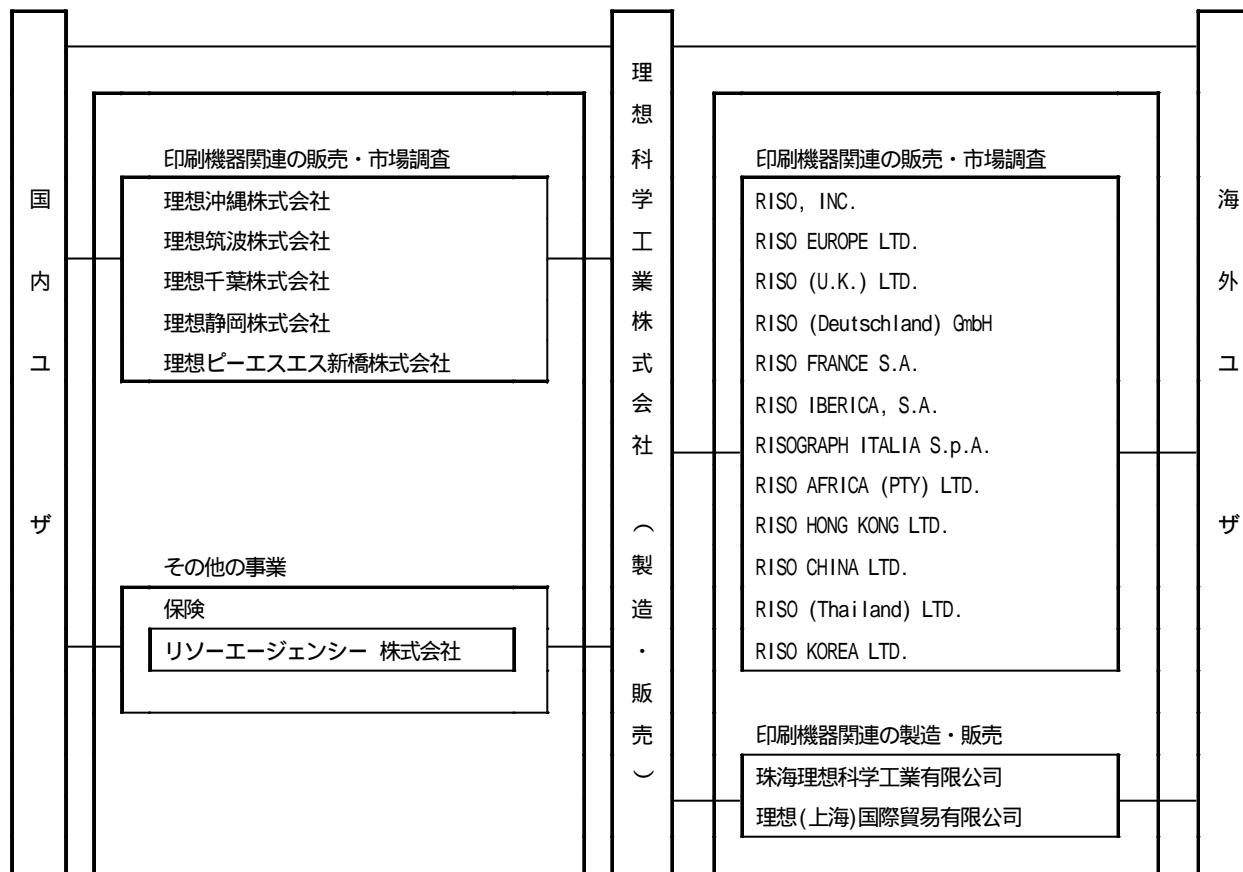 国内ユーザ
印刷機器関連の販売・市場調査
理想沖縄株式会社
理想筑波株式会社
理想千葉株式会社
理想静岡株式会社
理想ピーエスエス新橋株式会社
その他の事業
保険
リソーエージェンシー 株式会社
理想科学工業株式会社(製造・販売)
印刷機器関連の販売・市場調査
RISO, INC.
RISO EUROPE LTD.
RISO (U.K.) LTD.
RISO (Deutschland) GmbH
RISO FRANCE S.A.
RISO IBERICA, S.A.
RISOGRAPH ITALIA S.p.A.
RISO AFRICA (PTY) LTD.
RISO HONG KONG LTD.
RISO CHINA LTD.
RISO (Thailand) LTD.
RISO KOREA LTD.
印刷機器関連の製造・販売
珠海理想科学工業有限公司
理想(上海)国際貿易有限公司
海外ユザ